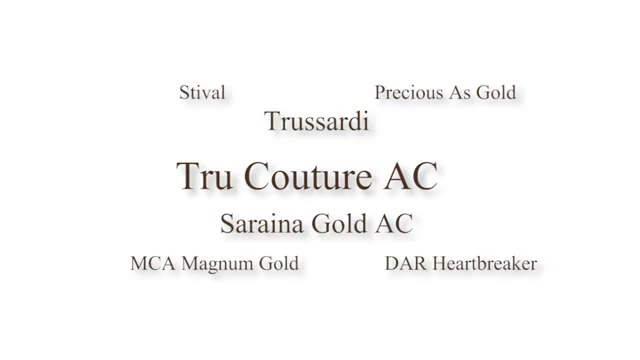 Stival Precious As Gold
Trussardi
Tru Couture AC
Saraina Gold AC
MCA Magnum Gold DAR Heartbreaker